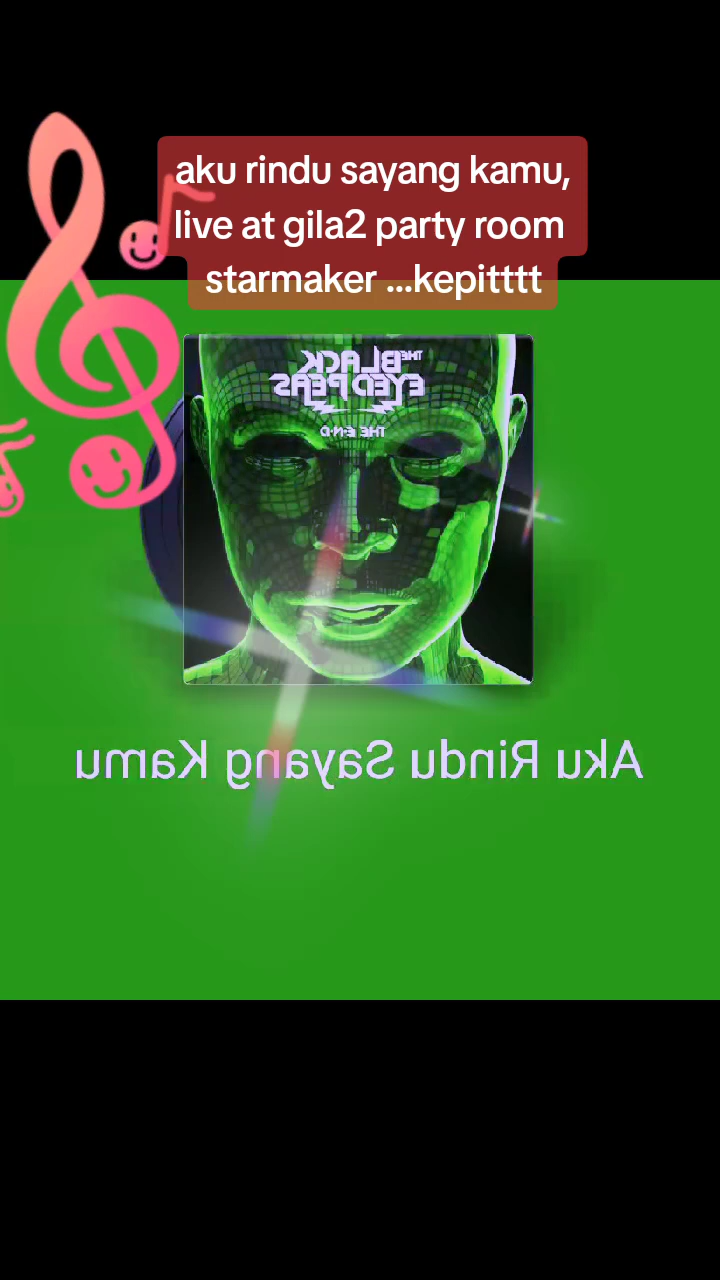 aku rindu sayang kamu,
live at gila2 party room
starmaker ...kepitttt
THE BLACK
EYED PEAS
THE E·N·D
Aku Rindu Sayang Kamu